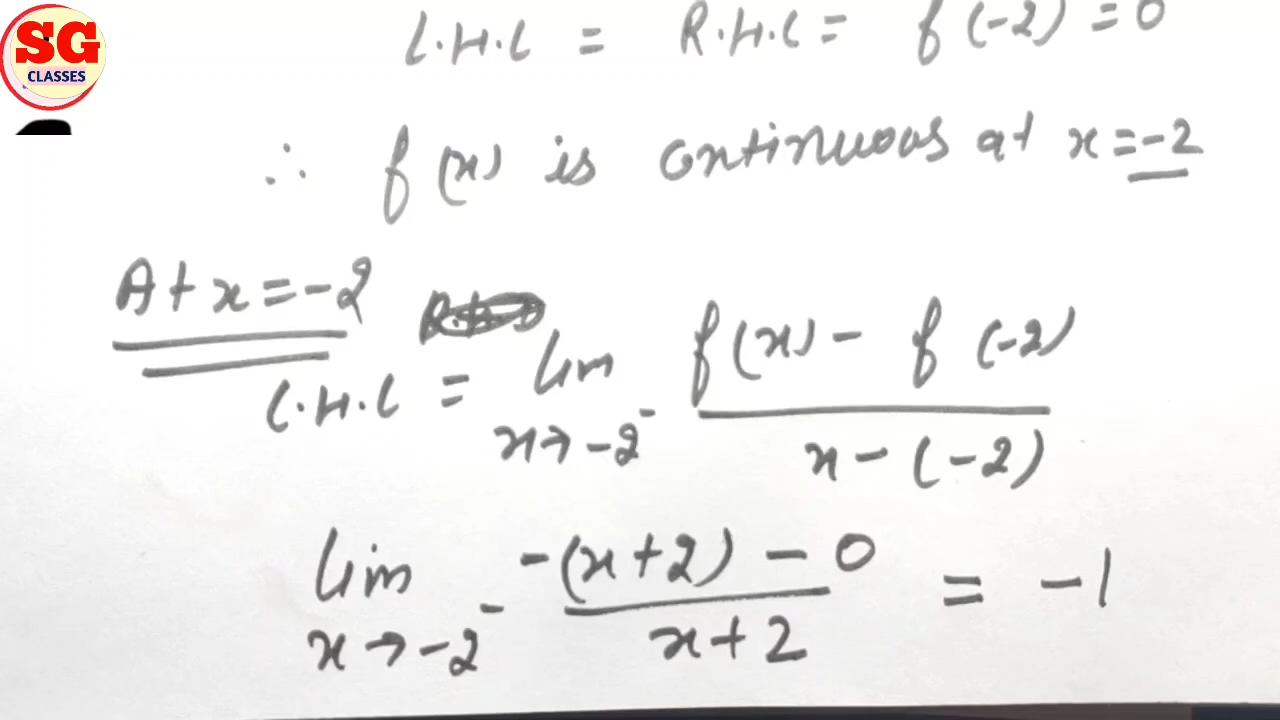 SG
CLASSES
L.H.L = R.H.L = f(-2) = 0
∴ f(x) is continuous at x=-2
At x=-2
L.H.L = lim x→-2⁻ f(x) - f(-2) / x-(-2)
lim x→-2⁻ -(x+2) - 0 / x+2 = -1